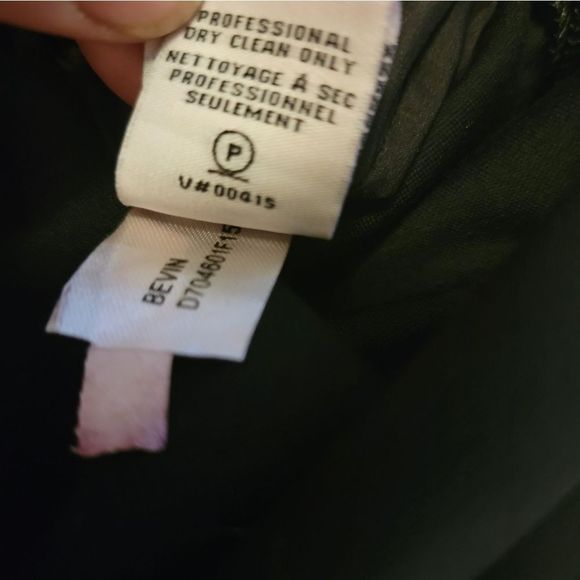 PROFESSIONAL
DRY CLEAN ONLY
NETTOYAGE À SEC
PROFESSIONNEL
SEULEMENT
P
V#00415
BEVIN
D704601F15